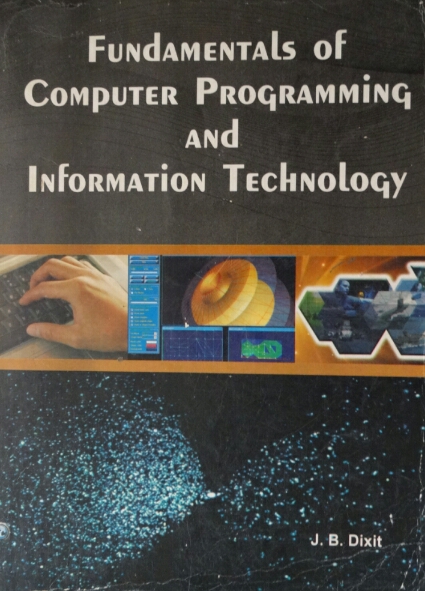 Fundamentals of
Computer Programming
and
Information Technology
J. B. Dixit